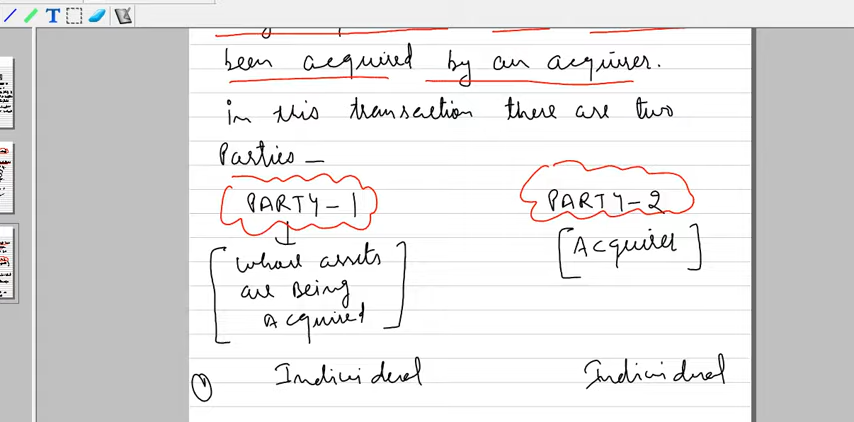 been acquired by an acquirer.
in this transaction there are two
Parties –
PARTY-1 PARTY-2
[Whose assets are Being Acquired] [Acquirer]
① Individual Individual